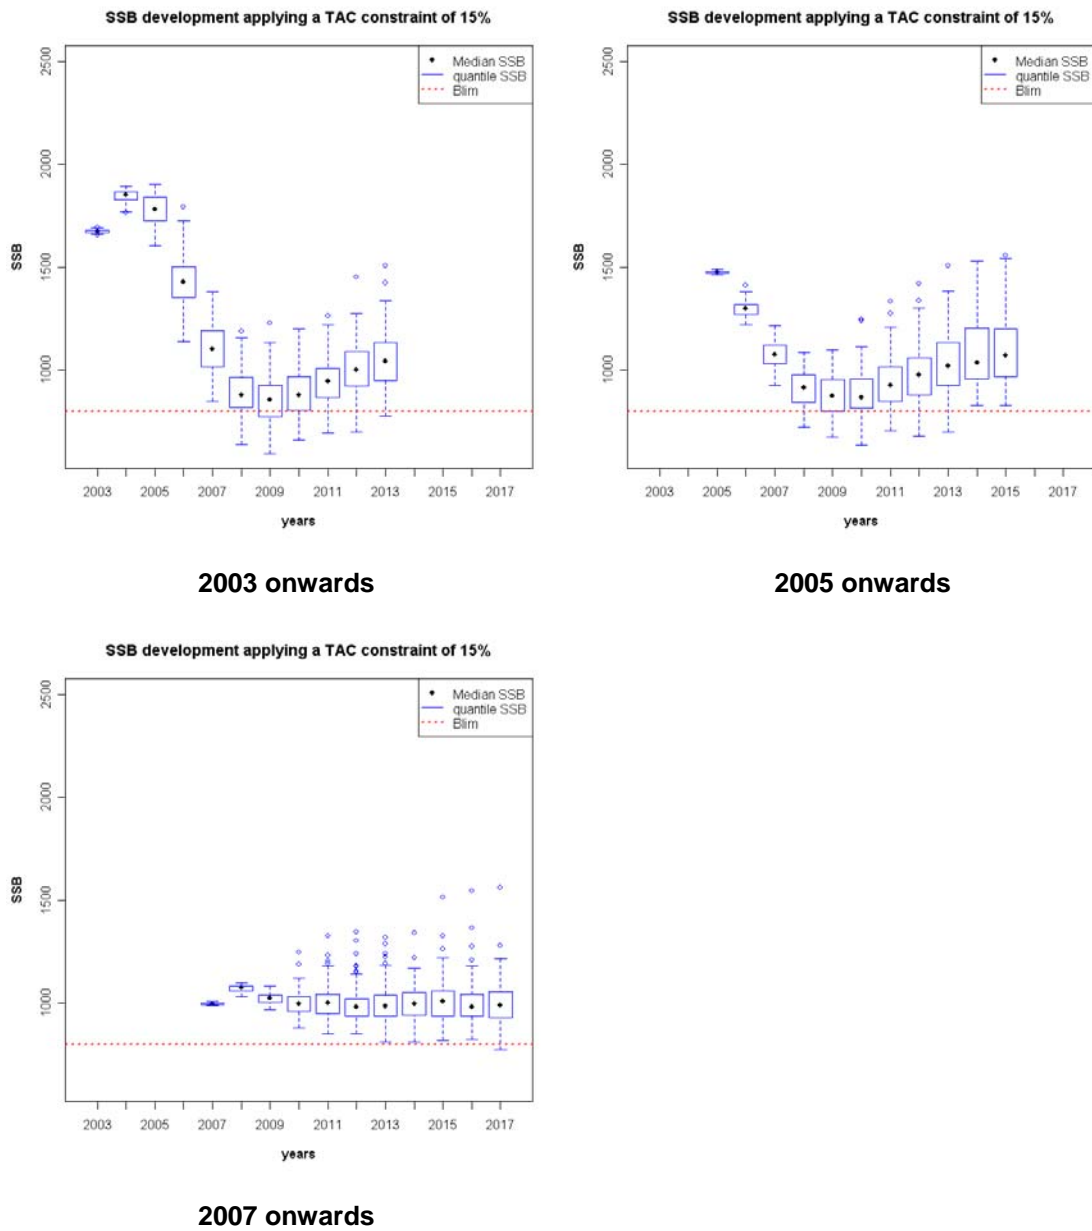 SSB development applying a TAC constraint of 15%
Median SSB
quantile SSB
Blim
SSB
2500
2000
1500
1000
2003 2005 2007 2009 2011 2013 2015 2017
years
2003 onwards
SSB development applying a TAC constraint of 15%
Median SSB
quantile SSB
Blim
SSB
2500
2000
1500
1000
2003 2005 2007 2009 2011 2013 2015 2017
years
2005 onwards
SSB development applying a TAC constraint of 15%
Median SSB
quantile SSB
Blim
SSB
2500
2000
1500
1000
2003 2005 2007 2009 2011 2013 2015 2017
years
2007 onwards